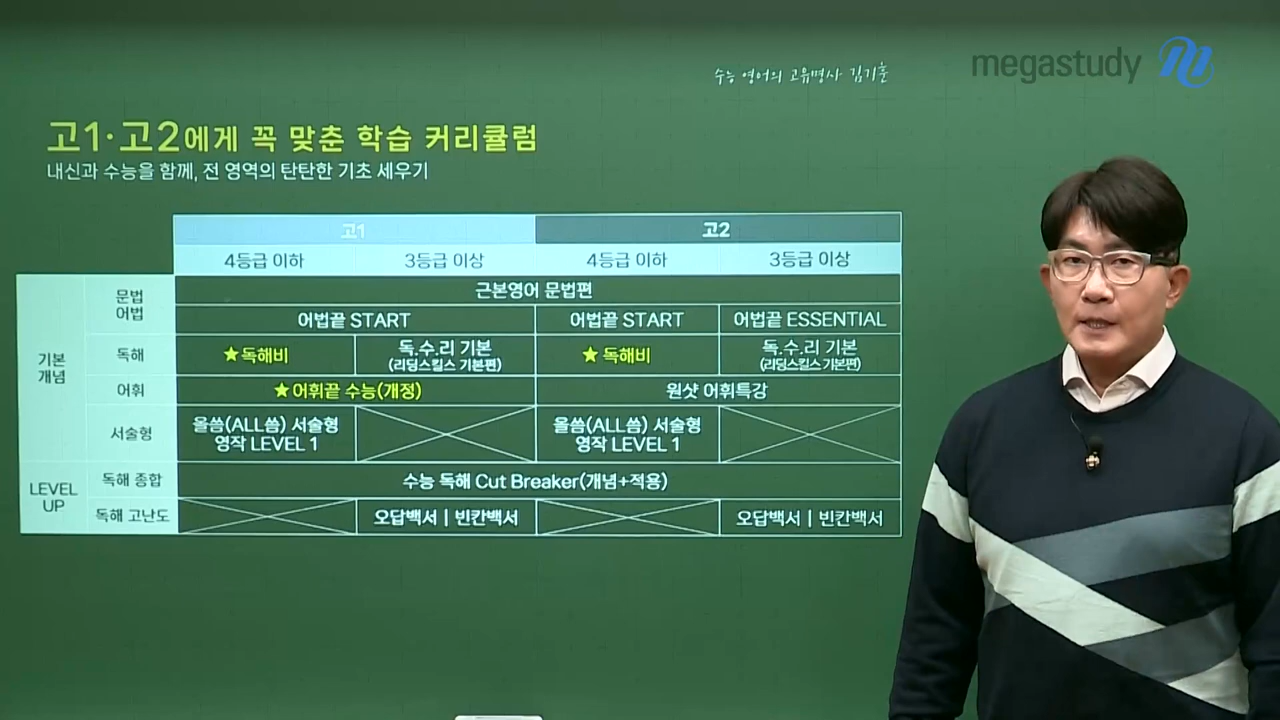 수능 영어의 고유명사 김기훈
megastudy
고1·고2에게 꼭 맞춘 학습 커리큘럼
내신과 수능을 함께, 전 영역의 탄탄한 기초 세우기
고1
고2
4등급 이하
3등급 이상
4등급 이하
3등급 이상
기본
개념
문법
어법
근본영어 문법편
어법끝 START
어법끝 START
어법끝 ESSENTIAL
독해
★독해비
독.수.리 기본
(리딩스킬스 기본편)
★ 독해비
독.수.리 기본
(리딩스킬스 기본편)
어휘
★어휘끝 수능(개정)
원샷 어휘특강
서술형
올씀(ALL씀) 서술형
영작 LEVEL 1
올씀(ALL씀) 서술형
영작 LEVEL 1
LEVEL
UP
독해 종합
수능 독해 Cut Breaker(개념+적용)
독해 고난도
오답백서 | 빈칸백서
오답백서 | 빈칸백서